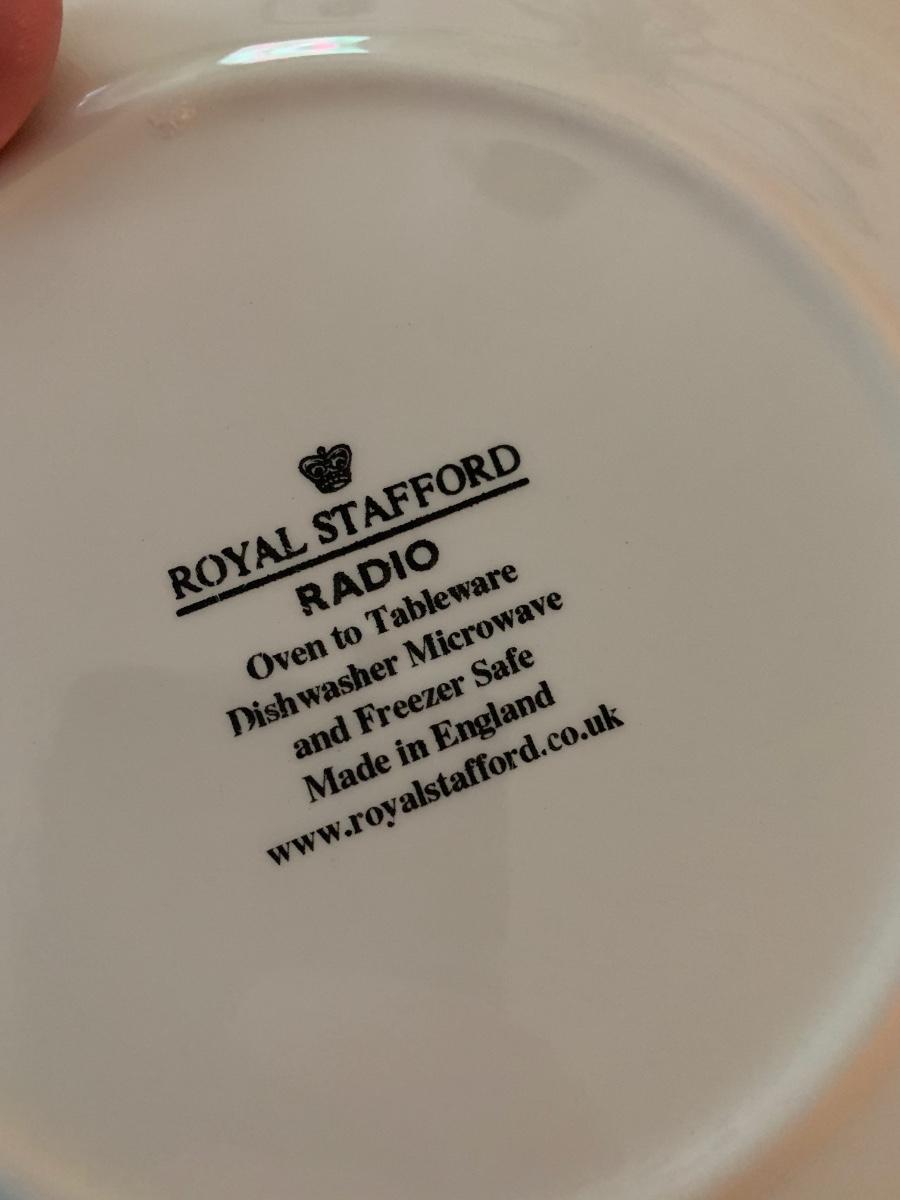 ROYAL STAFFORD
RADIO
Oven to Tableware
Dishwasher Microwave
and Freezer Safe
Made in England
www.royalstafford.co.uk